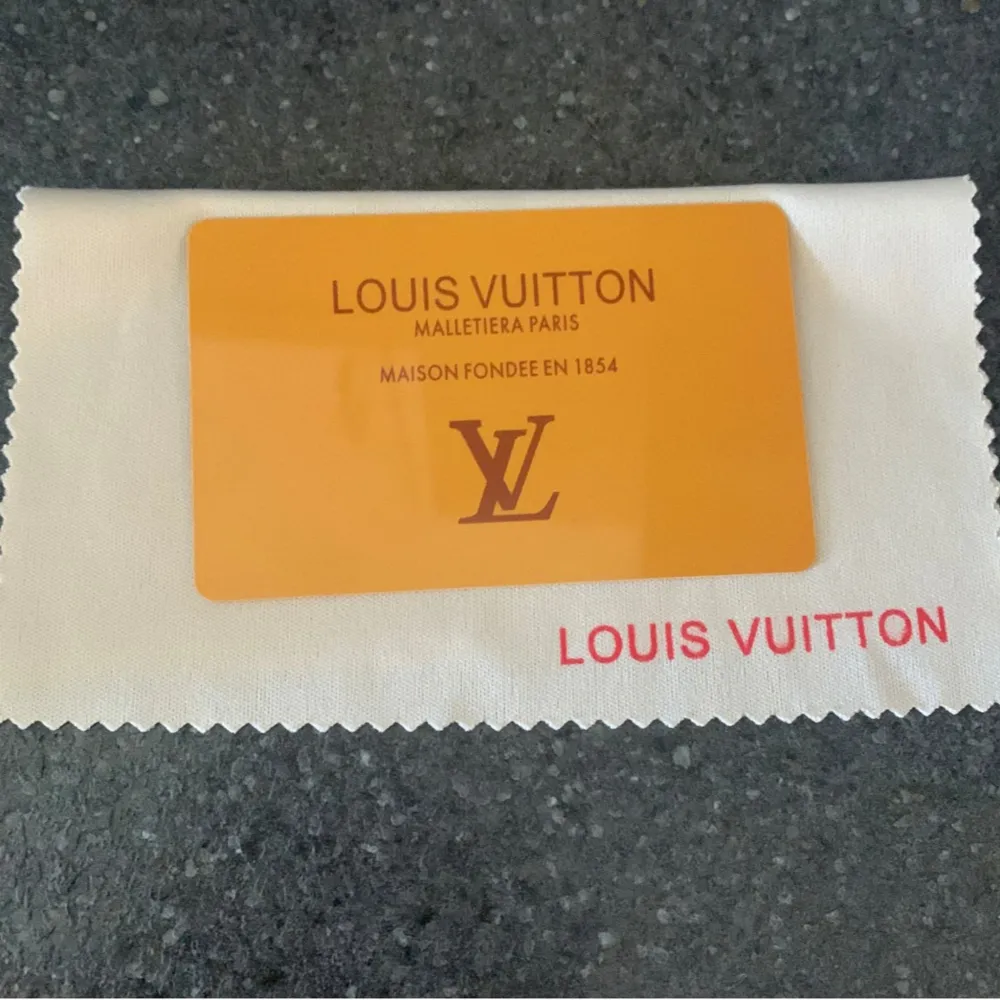 LOUIS VUITTON
MALLETIERA PARIS
MAISON FONDEE EN 1854
LV
LOUIS VUITTON